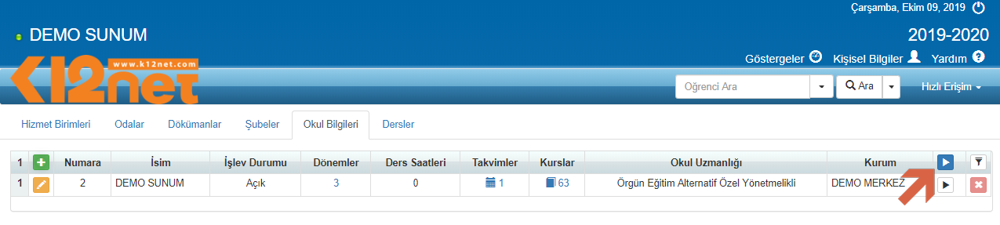 Çarşamba, Ekim 09, 2019
DEMO SUNUM
2019-2020
www.k12net.com
K12net
Göstergeler Kişisel Bilgiler Yardım ?
Öğrenci Ara Ara Hızlı Erişim
Hizmet Birimleri Odalar Dökümanlar Şubeler Okul Bilgileri Dersler
1 Numara İsim İşlev Durumu Dönemler Ders Saatleri Takvimler Kurslar Okul Uzmanlığı Kurum
1 2 DEMO SUNUM Açık 3 0 1 63 Örgün Eğitim Alternatif Özel Yönetmelikli DEMO MERKEZ